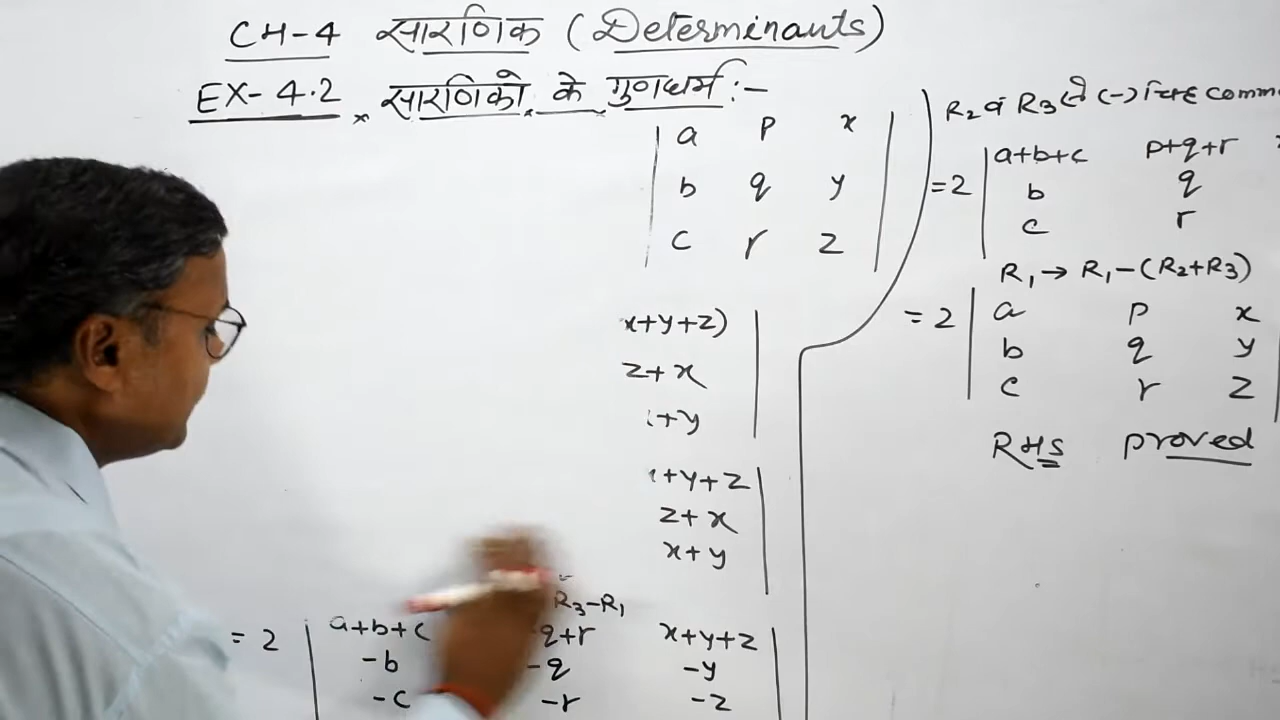 CH-4 सारणिक (Determinants)
EX-4.2 सारणिको के गुणधर्म :-
a p x
b q y
c r z
x+y+z)
z+x
+y
+y+z
z+x
x+y
R3-R1
= 2 a+b+c q+r x+y+z
-b -q -y
-c -r -z
R2 व R3 से (-) चिह्न comm
=2 a+b+c p+q+r
b q
c r
R1 → R1-(R2+R3)
= 2 a p x
b q y
c r z
RHS proved